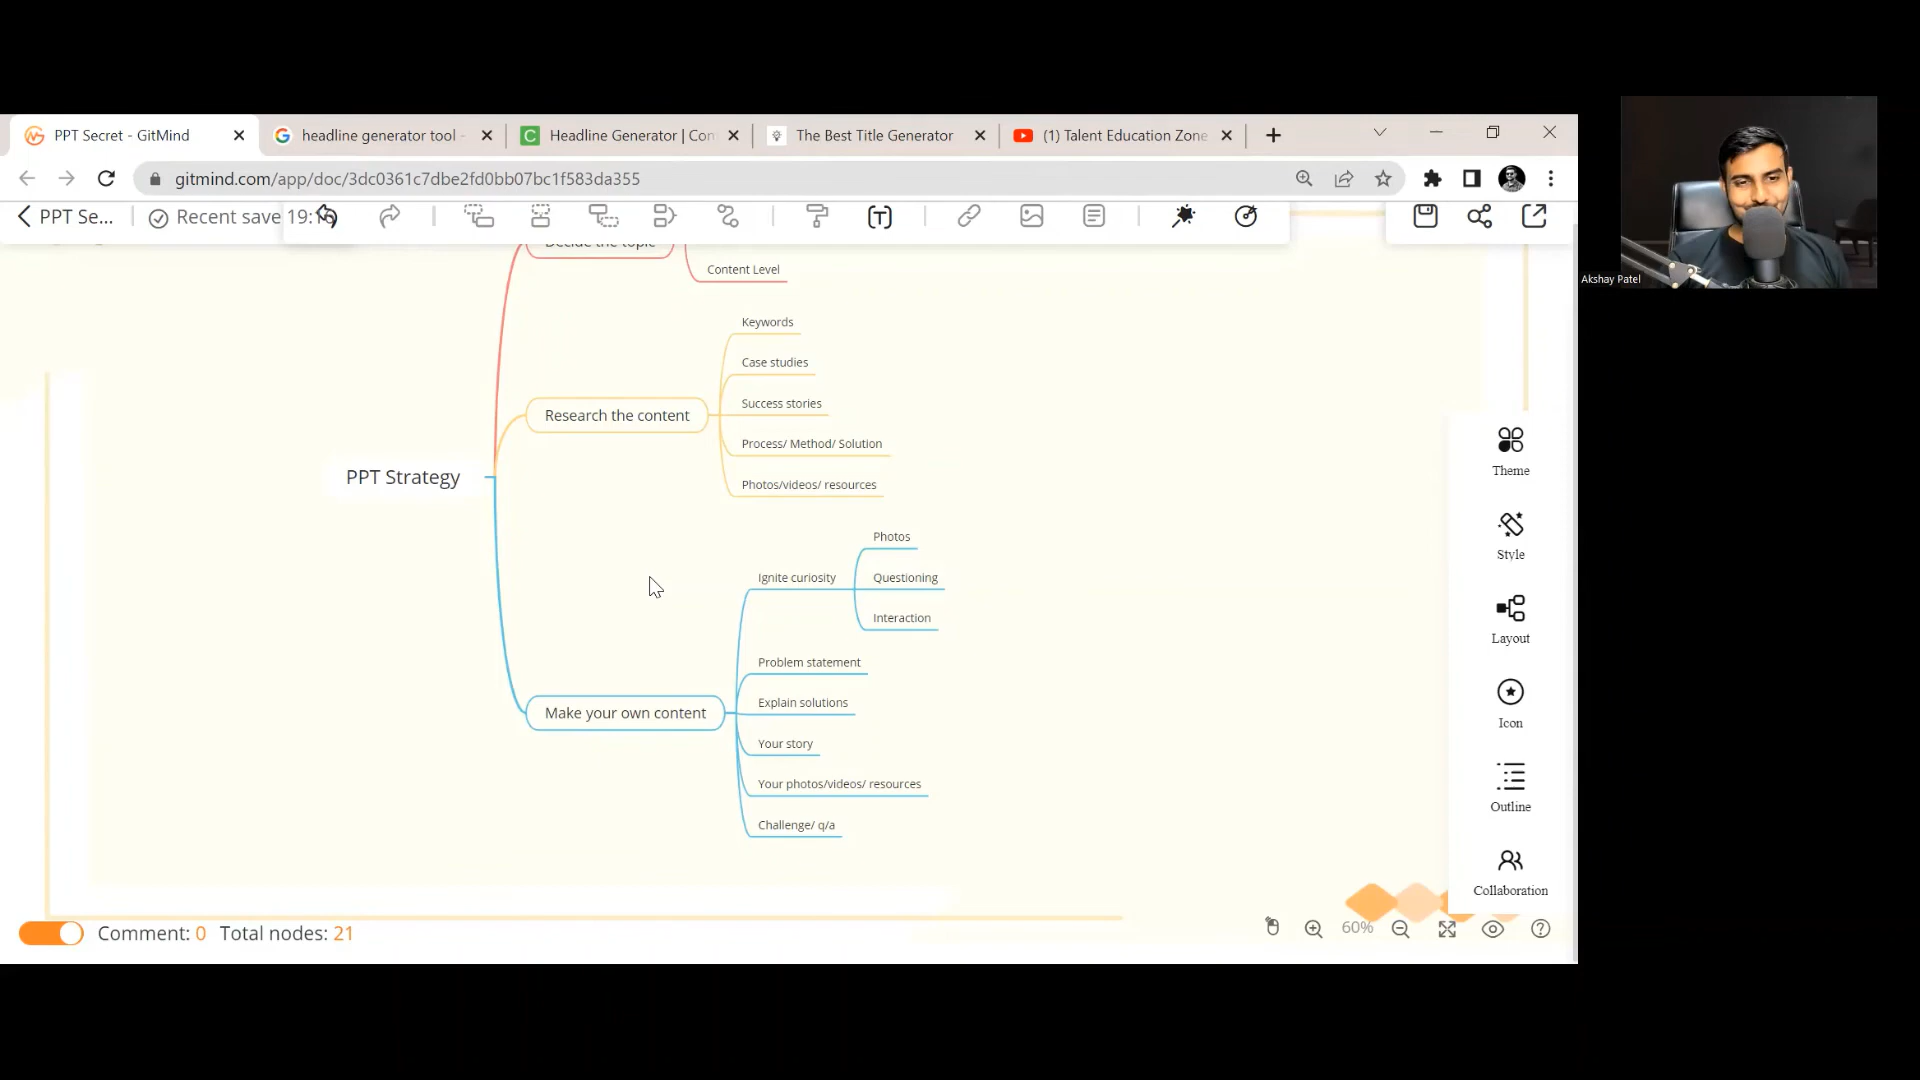 PPT Secret - GitMind
headline generator tool -
Headline Generator | Con
The Best Title Generator
(1) Talent Education Zone
gitmind.com/app/doc/3dc0361c7dbe2fd0bb07bc1f583da355
PPT Se...
Recent save 19:16
Decide the topic
Content Level
Keywords
Case studies
Success stories
Research the content
Process/ Method/ Solution
Photos/videos/ resources
PPT Strategy
Photos
Ignite curiosity
Questioning
Interaction
Problem statement
Explain solutions
Make your own content
Your story
Your photos/videos/ resources
Challenge/ q/a
Theme
Style
Layout
Icon
Outline
Collaboration
Comment: 0 Total nodes: 21
60%
Akshay Patel